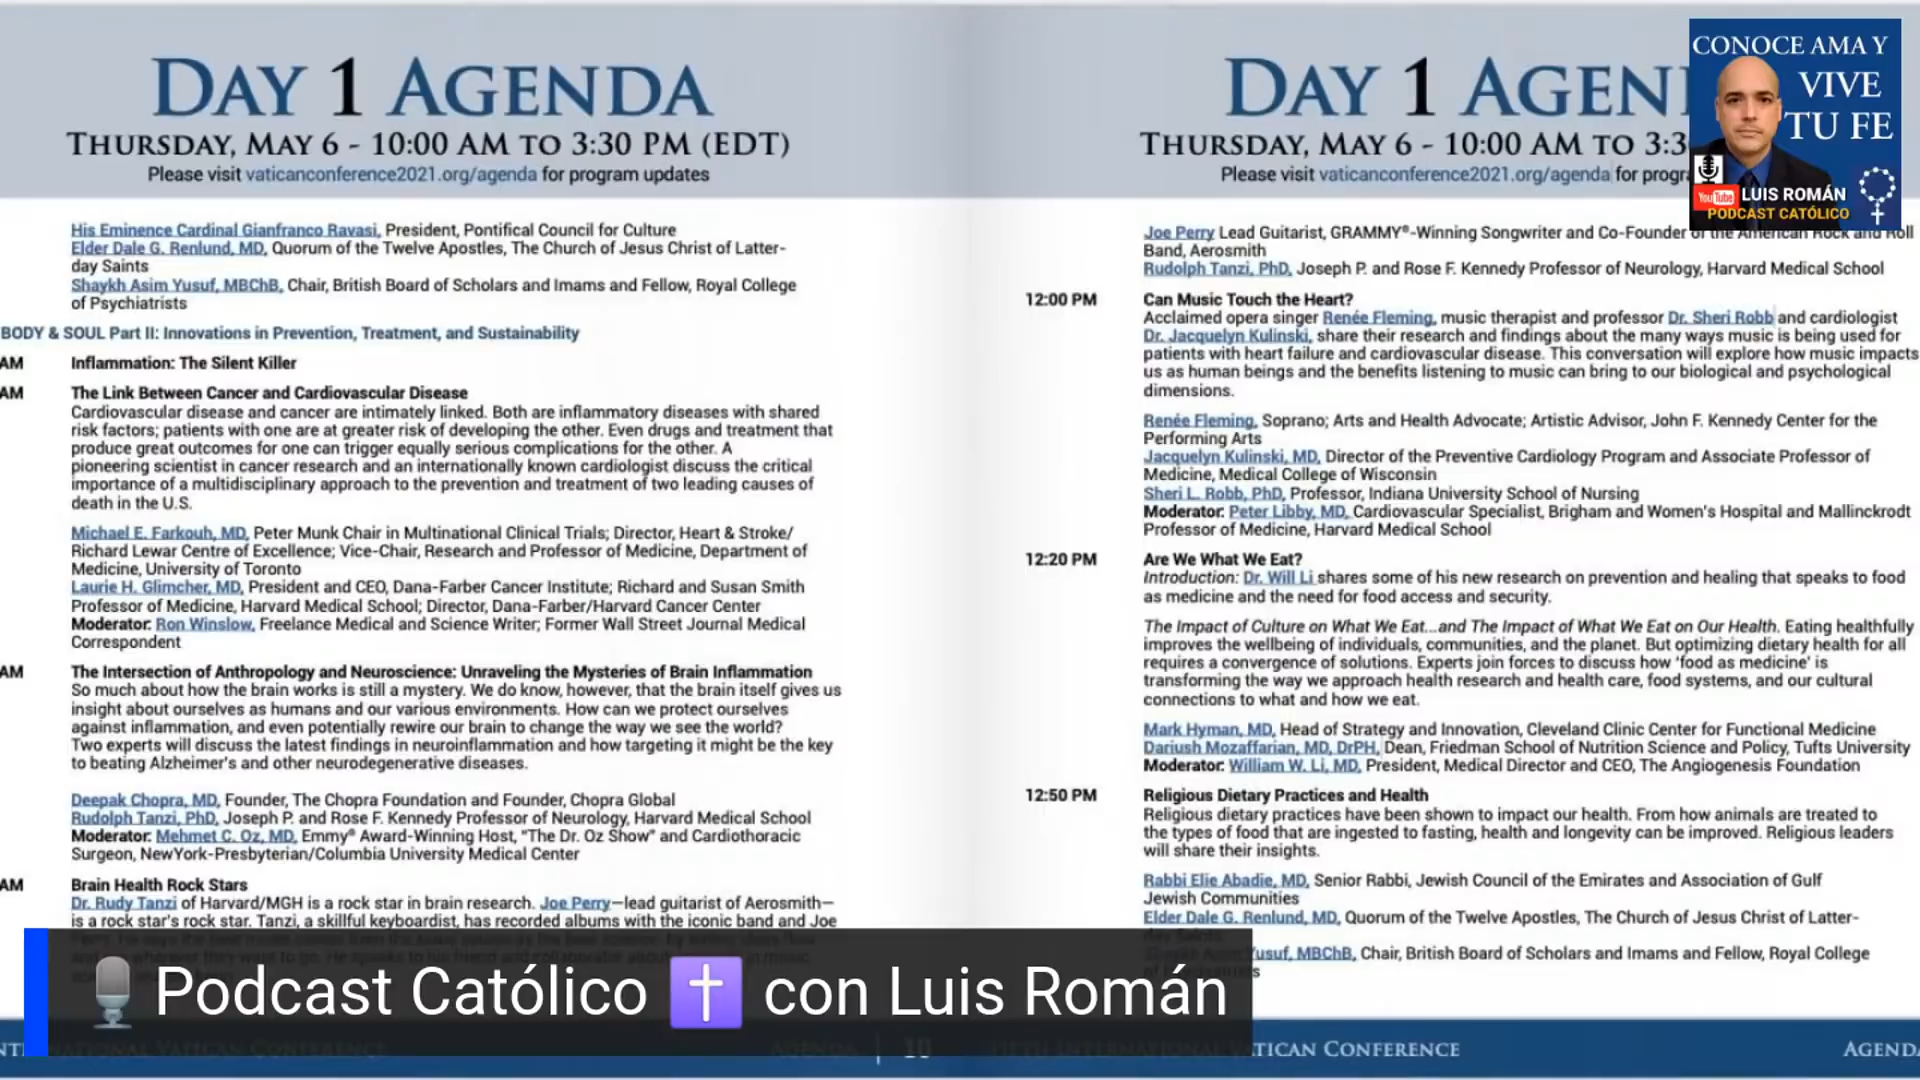 DAY 1 AGENDA
THURSDAY, MAY 6 - 10:00 AM TO 3:30 PM (EDT)
Please visit vaticanconference2021.org/agenda for program updates
His Eminence Cardinal Gianfranco Ravasi, President, Pontifical Council for Culture
Elder Dale G. Renlund, MD, Quorum of the Twelve Apostles, The Church of Jesus Christ of Latter-
day Saints
Shaykh Asim Yusuf, MBChB, Chair, British Board of Scholars and Imams and Fellow, Royal College
of Psychiatrists
BODY & SOUL Part II: Innovations in Prevention, Treatment, and Sustainability
AM Inflammation: The Silent Killer
AM The Link Between Cancer and Cardiovascular Disease
Cardiovascular disease and cancer are intimately linked. Both are inflammatory diseases with shared
risk factors; patients with one are at greater risk of developing the other. Even drugs and treatment that
produce great outcomes for one can trigger equally serious complications for the other. A
pioneering scientist in cancer research and an internationally known cardiologist discuss the critical
importance of a multidisciplinary approach to the prevention and treatment of two leading causes of
death in the U.S.
Michael E. Farkouh, MD, Peter Munk Chair in Multinational Clinical Trials; Director, Heart & Stroke/
Richard Lewar Centre of Excellence; Vice-Chair, Research and Professor of Medicine, Department of
Medicine, University of Toronto
Laurie H. Glimcher, MD, President and CEO, Dana-Farber Cancer Institute; Richard and Susan Smith
Professor of Medicine, Harvard Medical School; Director, Dana-Farber/Harvard Cancer Center
Moderator: Ron Winslow, Freelance Medical and Science Writer; Former Wall Street Journal Medical
Correspondent
AM The Intersection of Anthropology and Neuroscience: Unraveling the Mysteries of Brain Inflammation
So much about how the brain works is still a mystery. We do know, however, that the brain itself gives us
insight about ourselves as humans and our various environments. How can we protect ourselves
against inflammation, and even potentially rewire our brain to change the way we see the world?
Two experts will discuss the latest findings in neuroinflammation and how targeting it might be the key
to beating Alzheimer's and other neurodegenerative diseases.
Deepak Chopra, MD, Founder, The Chopra Foundation and Founder, Chopra Global
Rudolph Tanzi, PhD, Joseph P. and Rose F. Kennedy Professor of Neurology, Harvard Medical School
Moderator: Mehmet C. Oz, MD, Emmy® Award-Winning Host, “The Dr. Oz Show” and Cardiothoracic
Surgeon, NewYork-Presbyterian/Columbia University Medical Center
AM Brain Health Rock Stars
Dr. Rudy Tanzi of Harvard/MGH is a rock star in brain research. Joe Perry—lead guitarist of Aerosmith—
is a rock star's rock star. Tanzi, a skillful keyboardist, has recorded albums with the iconic band and Joe
DAY 1 AGEN
THURSDAY, MAY 6 - 10:00 AM TO 3:3
Please visit vaticanconference2021.org/agenda for progra
Joe Perry Lead Guitarist, GRAMMY®-Winning Songwriter and Co-Founder of the American Rock and Roll
Band, Aerosmith
Rudolph Tanzi, PhD, Joseph P. and Rose F. Kennedy Professor of Neurology, Harvard Medical School
12:00 PM Can Music Touch the Heart?
Acclaimed opera singer Renée Fleming, music therapist and professor Dr. Sheri Robb and cardiologist
Dr. Jacquelyn Kulinski, share their research and findings about the many ways music is being used for
patients with heart failure and cardiovascular disease. This conversation will explore how music impacts
us as human beings and the benefits listening to music can bring to our biological and psychological
dimensions.
Renée Fleming, Soprano; Arts and Health Advocate; Artistic Advisor, John F. Kennedy Center for the
Performing Arts
Jacquelyn Kulinski, MD, Director of the Preventive Cardiology Program and Associate Professor of
Medicine, Medical College of Wisconsin
Sheri L. Robb, PhD, Professor, Indiana University School of Nursing
Moderator: Peter Libby, MD, Cardiovascular Specialist, Brigham and Women's Hospital and Mallinckrodt
Professor of Medicine, Harvard Medical School
12:20 PM Are We What We Eat?
Introduction: Dr. Will Li shares some of his new research on prevention and healing that speaks to food
as medicine and the need for food access and security.
The Impact of Culture on What We Eat...and The Impact of What We Eat on Our Health. Eating healthfully
improves the wellbeing of individuals, communities, and the planet. But optimizing dietary health for all
requires a convergence of solutions. Experts join forces to discuss how 'food as medicine' is
transforming the way we approach health research and health care, food systems, and our cultural
connections to what and how we eat.
Mark Hyman, MD, Head of Strategy and Innovation, Cleveland Clinic Center for Functional Medicine
Dariush Mozaffarian, MD, DrPH, Dean, Friedman School of Nutrition Science and Policy, Tufts University
Moderator: William W. Li, MD, President, Medical Director and CEO, The Angiogenesis Foundation
12:50 PM Religious Dietary Practices and Health
Religious dietary practices have been shown to impact our health. From how animals are treated to
the types of food that are ingested to fasting, health and longevity can be improved. Religious leaders
will share their insights.
Rabbi Elie Abadie, MD, Senior Rabbi, Jewish Council of the Emirates and Association of Gulf
Jewish Communities
Elder Dale G. Renlund, MD, Quorum of the Twelve Apostles, The Church of Jesus Christ of Latter-
day Saints
Yusuf, MBChB, Chair, British Board of Scholars and Imams and Fellow, Royal College
CONOCE AMA Y
VIVE
TU FE
YouTube LUIS ROMÁN
PODCAST CATÓLICO
Podcast Católico con Luis Román
AGENDA | 10
VATICAN CONFERENCE
AGENDA